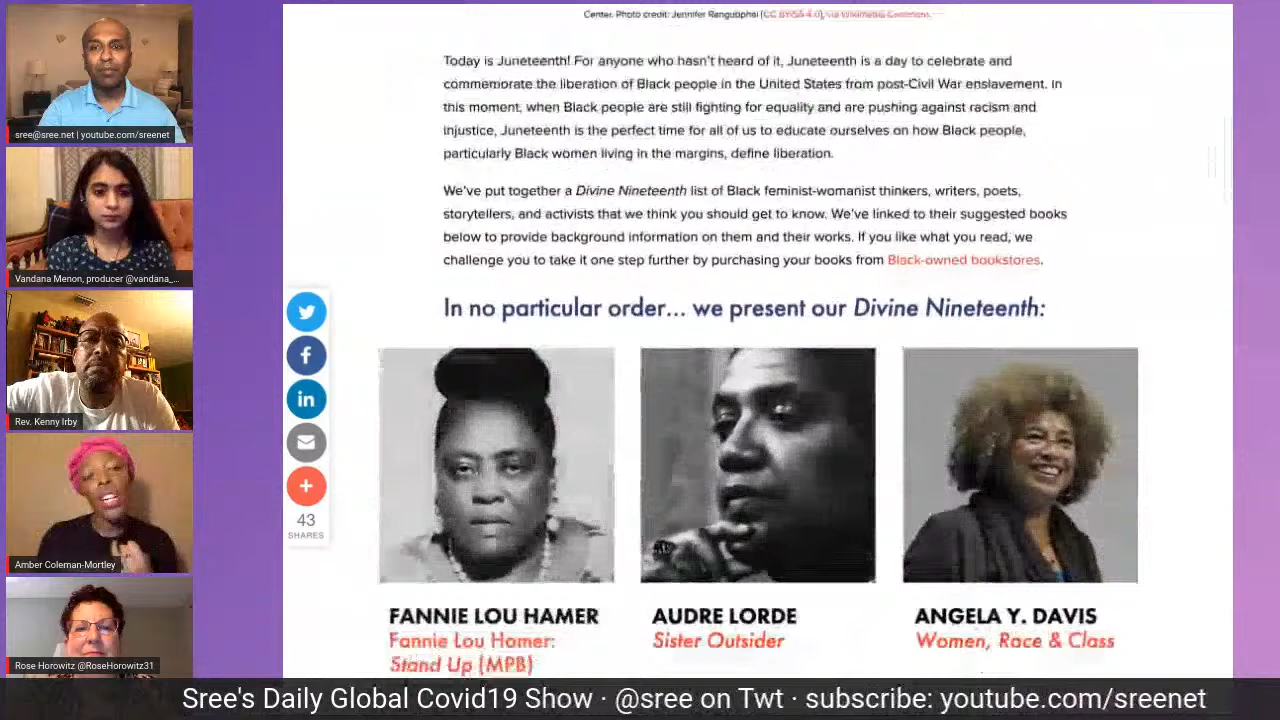 sree@sree.net | youtube.com/sreenet
Vandana Menon, producer @vandana_...
Rev. Kenny Irby
Amber Coleman-Mortley
Rose Horowitz @RoseHorowitz31
Center. Photo credit: Jennifer Rangubphai [CC BY-SA 4.0], via Wikimedia Commons.
Today is Juneteenth! For anyone who hasn't heard of it, Juneteenth is a day to celebrate and
commemorate the liberation of Black people in the United States from post-Civil War enslavement. In
this moment, when Black people are still fighting for equality and are pushing against racism and
injustice, Juneteenth is the perfect time for all of us to educate ourselves on how Black people,
particularly Black women living in the margins, define liberation.
We've put together a Divine Nineteenth list of Black feminist-womanist thinkers, writers, poets,
storytellers, and activists that we think you should get to know. We've linked to their suggested books
below to provide background information on them and their works. If you like what you read, we
challenge you to take it one step further by purchasing your books from Black-owned bookstores.
In no particular order... we present our Divine Nineteenth:
43
SHARES
FANNIE LOU HAMER
Fannie Lou Hamer:
Stand Up (MPB)
AUDRE LORDE
Sister Outsider
ANGELA Y. DAVIS
Women, Race & Class
Sree's Daily Global Covid19 Show · @sree on Twt · subscribe: youtube.com/sreenet